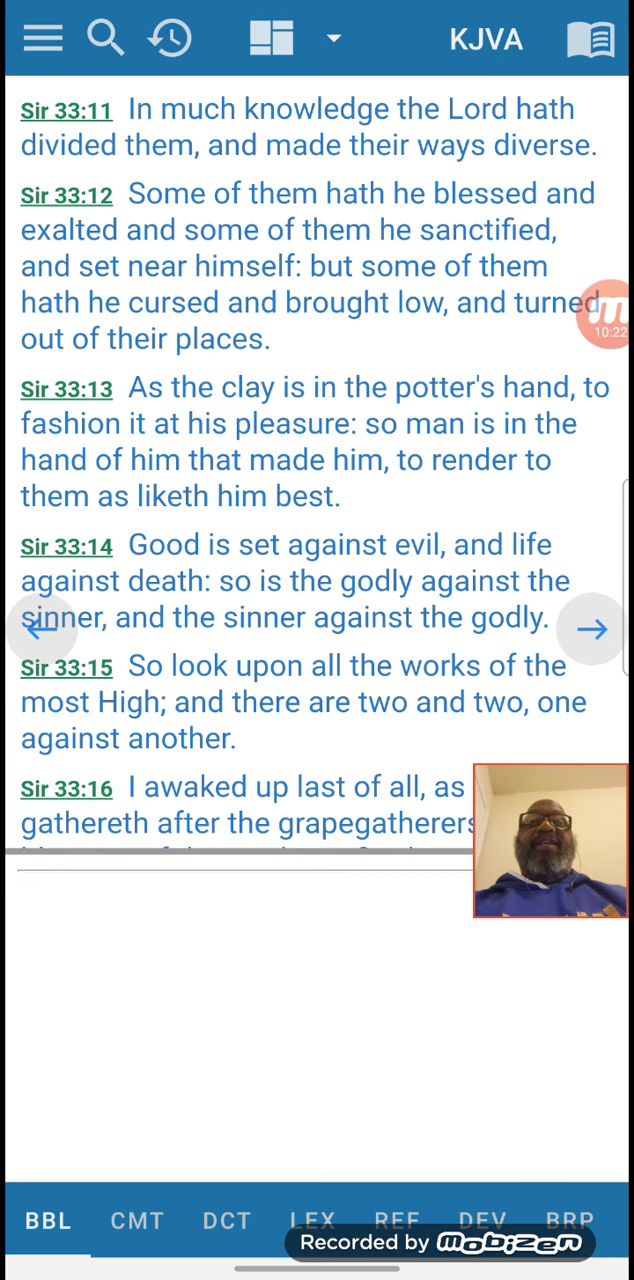 KJVA
Sir 33:11 In much knowledge the Lord hath
divided them, and made their ways diverse.
Sir 33:12 Some of them hath he blessed and
exalted and some of them he sanctified,
and set near himself: but some of them
hath he cursed and brought low, and turned
10:22
out of their places.
Sir 33:13 As the clay is in the potter's hand, to
fashion it at his pleasure: so man is in the
hand of him that made him, to render to
them as liketh him best.
Sir 33:14 Good is set against evil, and life
against death: so is the godly against the
sinner, and the sinner against the godly.
Sir 33:15 So look upon all the works of the
most High; and there are two and two, one
against another.
Sir 33:16 I awaked up last of all, as
gathereth after the grapegatherers
BBL CMT DCT LEX REF DEV BRP
Recorded by mobizen